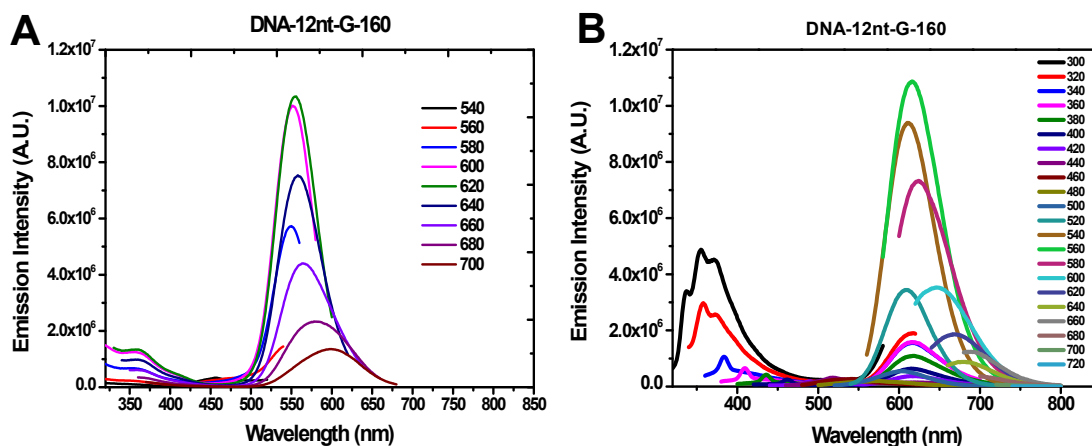 A
DNA-12nt-G-160
Emission Intensity (A.U.)
1.2x10⁷
1.0x10⁷
8.0x10⁶
6.0x10⁶
4.0x10⁶
2.0x10⁶
0.0
350 400 450 500 550 600 650 700 750 800 850
Wavelength (nm)
540
560
580
600
620
640
660
680
700
B
DNA-12nt-G-160
Emission Intensity (A.U.)
1.2x10⁷
1.0x10⁷
8.0x10⁶
6.0x10⁶
4.0x10⁶
2.0x10⁶
0.0
400 500 600 700 800
Wavelength (nm)
300
320
340
360
380
400
420
440
460
480
500
520
540
560
580
600
620
640
660
680
700
720